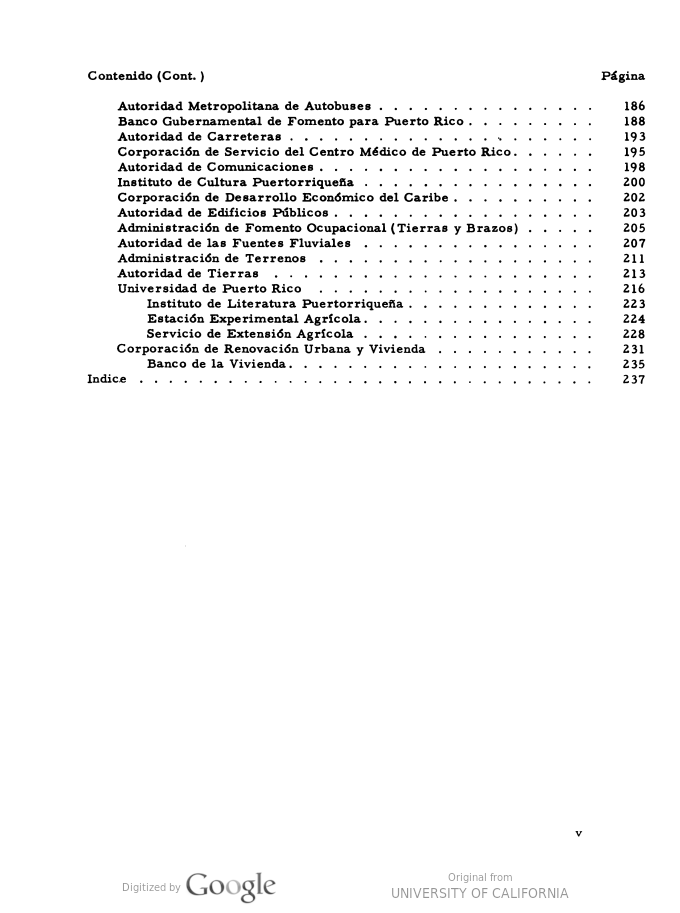 Contenido (Cont. ) Página
Autoridad Metropolitana de Autobuses . . . . . . . . . . . . . . . 186
Banco Gubernamental de Fomento para Puerto Rico . . . . . . . . . 188
Autoridad de Carreteras . . . . . . . . . . . . . . . . . . . . . 193
Corporación de Servicio del Centro Médico de Puerto Rico. . . . . . 195
Autoridad de Comunicaciones . . . . . . . . . . . . . . . . . . . 198
Instituto de Cultura Puertorriqueña . . . . . . . . . . . . . . . . 200
Corporación de Desarrollo Económico del Caribe . . . . . . . . . . 202
Autoridad de Edificios Públicos . . . . . . . . . . . . . . . . . . 203
Administración de Fomento Ocupacional (Tierras y Brazos) . . . . . 205
Autoridad de las Fuentes Fluviales . . . . . . . . . . . . . . . . 207
Administración de Terrenos . . . . . . . . . . . . . . . . . . . 211
Autoridad de Tierras . . . . . . . . . . . . . . . . . . . . . . 213
Universidad de Puerto Rico . . . . . . . . . . . . . . . . . . . 216
Instituto de Literatura Puertorriqueña . . . . . . . . . . . . . 223
Estación Experimental Agrícola. . . . . . . . . . . . . . . . . 224
Servicio de Extensión Agrícola . . . . . . . . . . . . . . . . 228
Corporación de Renovación Urbana y Vivienda . . . . . . . . . . . 231
Banco de la Vivienda. . . . . . . . . . . . . . . . . . . . . 235
Indice . . . . . . . . . . . . . . . . . . . . . . . . . . . . . . . 237
v
Digitized by Google
Original from
UNIVERSITY OF CALIFORNIA